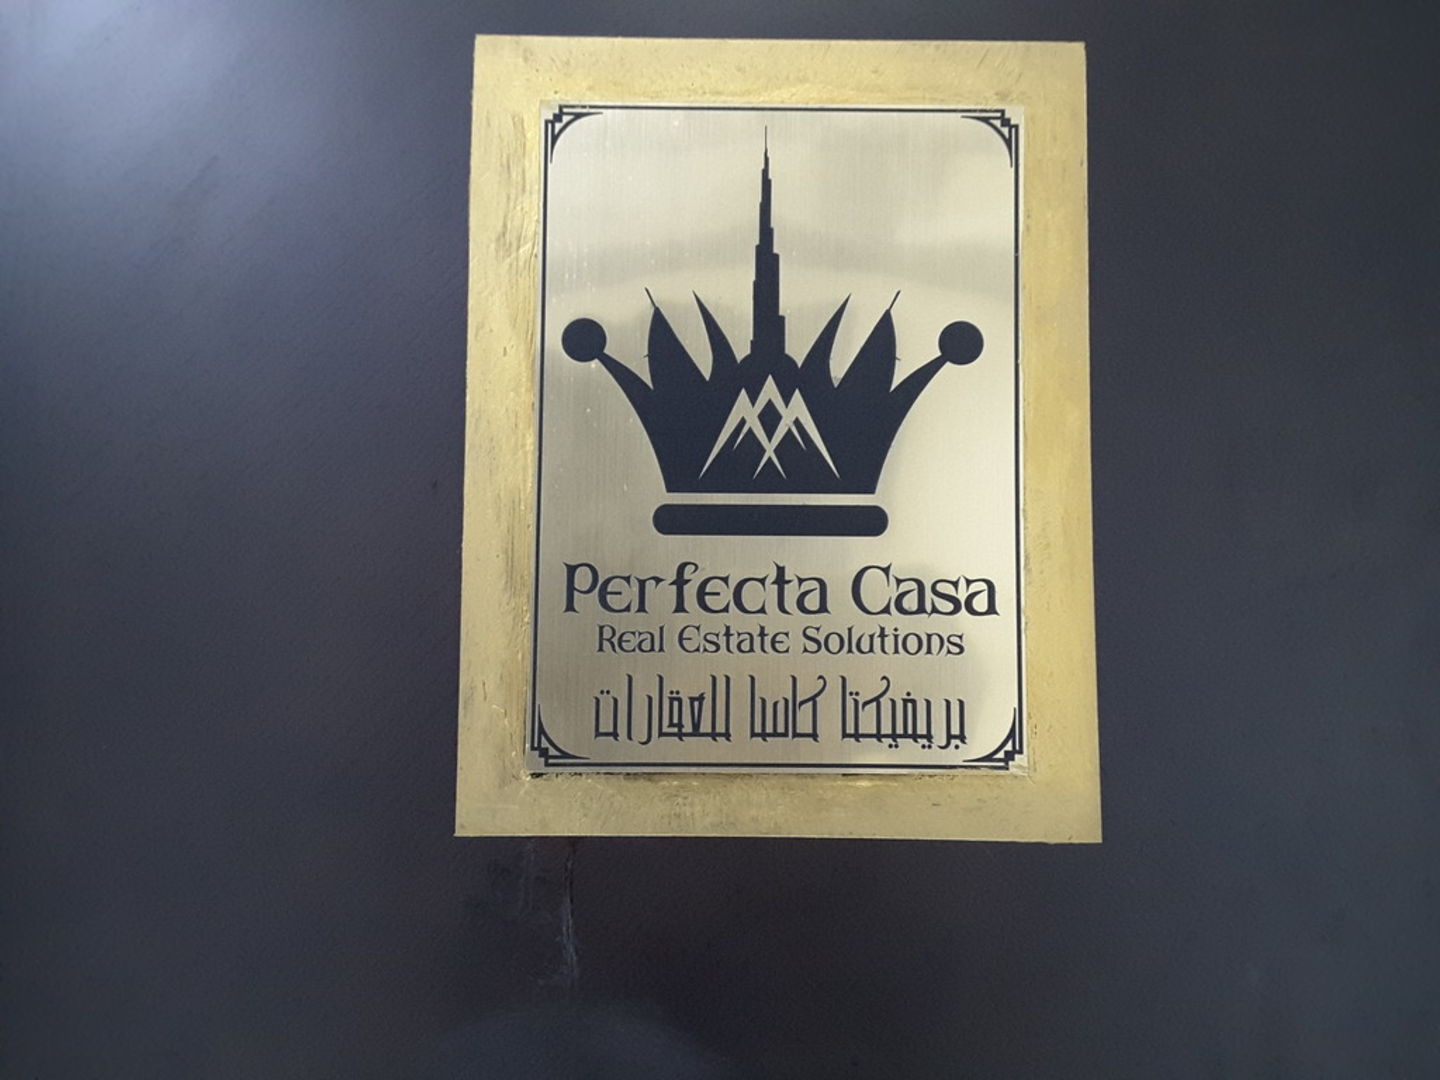 Perfecta Casa
Real Estate Solutions
بريفيكتا كاسا للعقارات